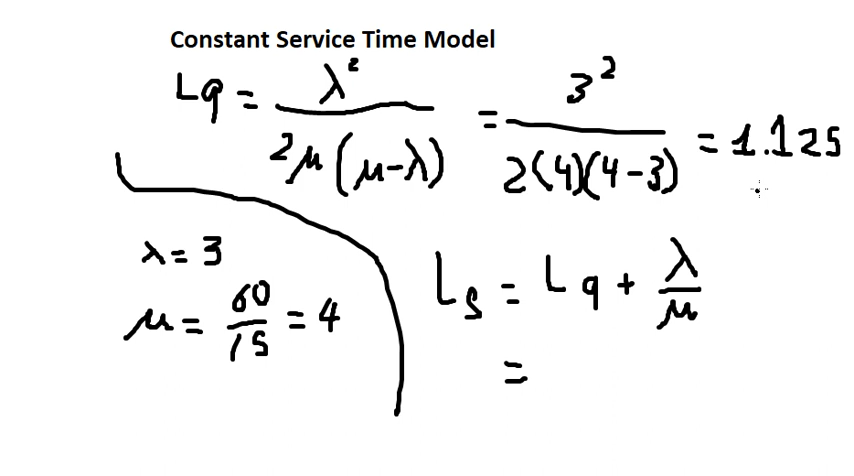 Constant Service Time Model
Lq = λ² / 2μ(μ-λ) = 3² / 2(4)(4-3) = 1.125
λ = 3
μ = 60/15 = 4
Ls = Lq + λ/μ
=